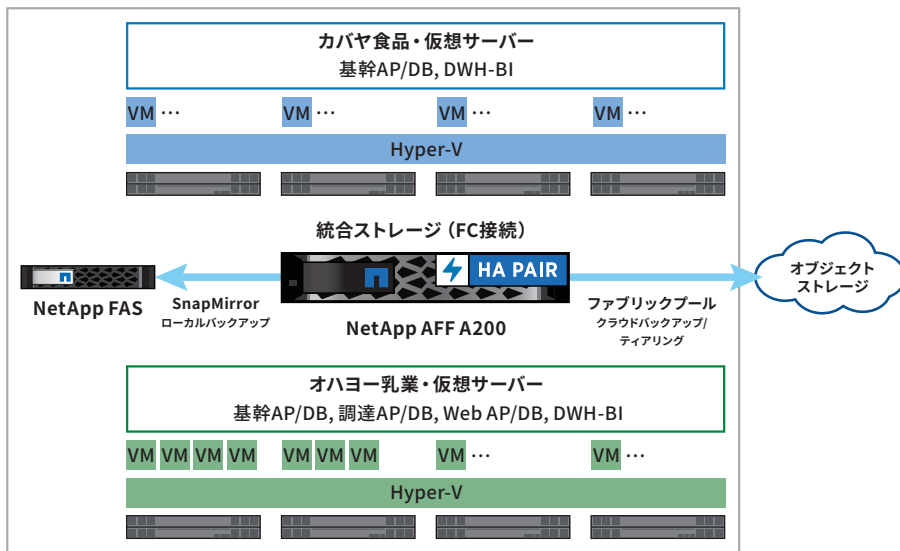 カバヤ食品・仮想サーバー
基幹AP/DB, DWH-BI
VM … VM … VM … VM …
Hyper-V
統合ストレージ（FC接続）
HA PAIR
NetApp FAS
SnapMirror
ローカルバックアップ
NetApp AFF A200
ファブリックプール
クラウドバックアップ/
ティアリング
オブジェクト
ストレージ
オハヨー乳業・仮想サーバー
基幹AP/DB, 調達AP/DB, Web AP/DB, DWH-BI
VM VM VM VM VM VM VM VM … VM …
Hyper-V